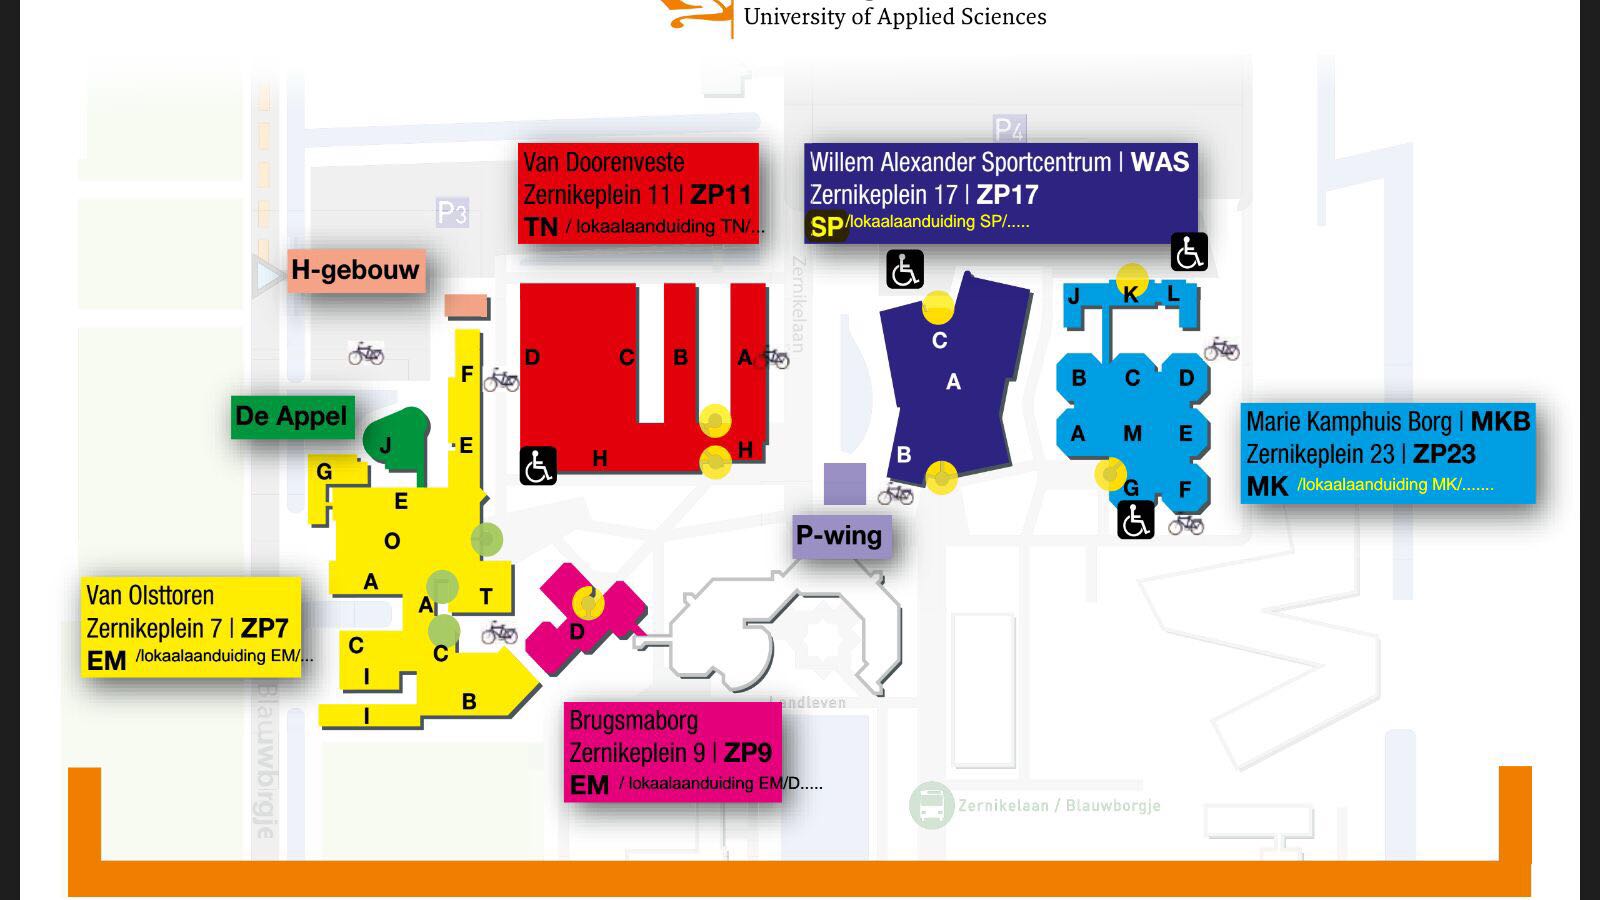 University of Applied Sciences
P4
Van Doorenveste
Zernikeplein 11 | ZP11
TN / lokaalaanduiding TN/...
Willem Alexander Sportcentrum | WAS
Zernikeplein 17 | ZP17
SP/lokaalaanduiding SP/.....
P3
H-gebouw
Zernikelaan
J K L
D C B A
C
A
F
B C D
De Appel
J
E
A M E
Marie Kamphuis Borg | MKB
Zernikeplein 23 | ZP23
MK /lokaalaanduiding MK/.......
G
H H
B
G F
E
O
P-wing
A
A
T
Van Olsttoren
Zernikeplein 7 | ZP7
EM /lokaalaanduiding EM/...
D
C
C
I
B
I
Blauwborgje
Landleven
Brugsmaborg
Zernikeplein 9 | ZP9
EM / lokaalaanduiding EM/D.....
Zernikelaan / Blauwborgje